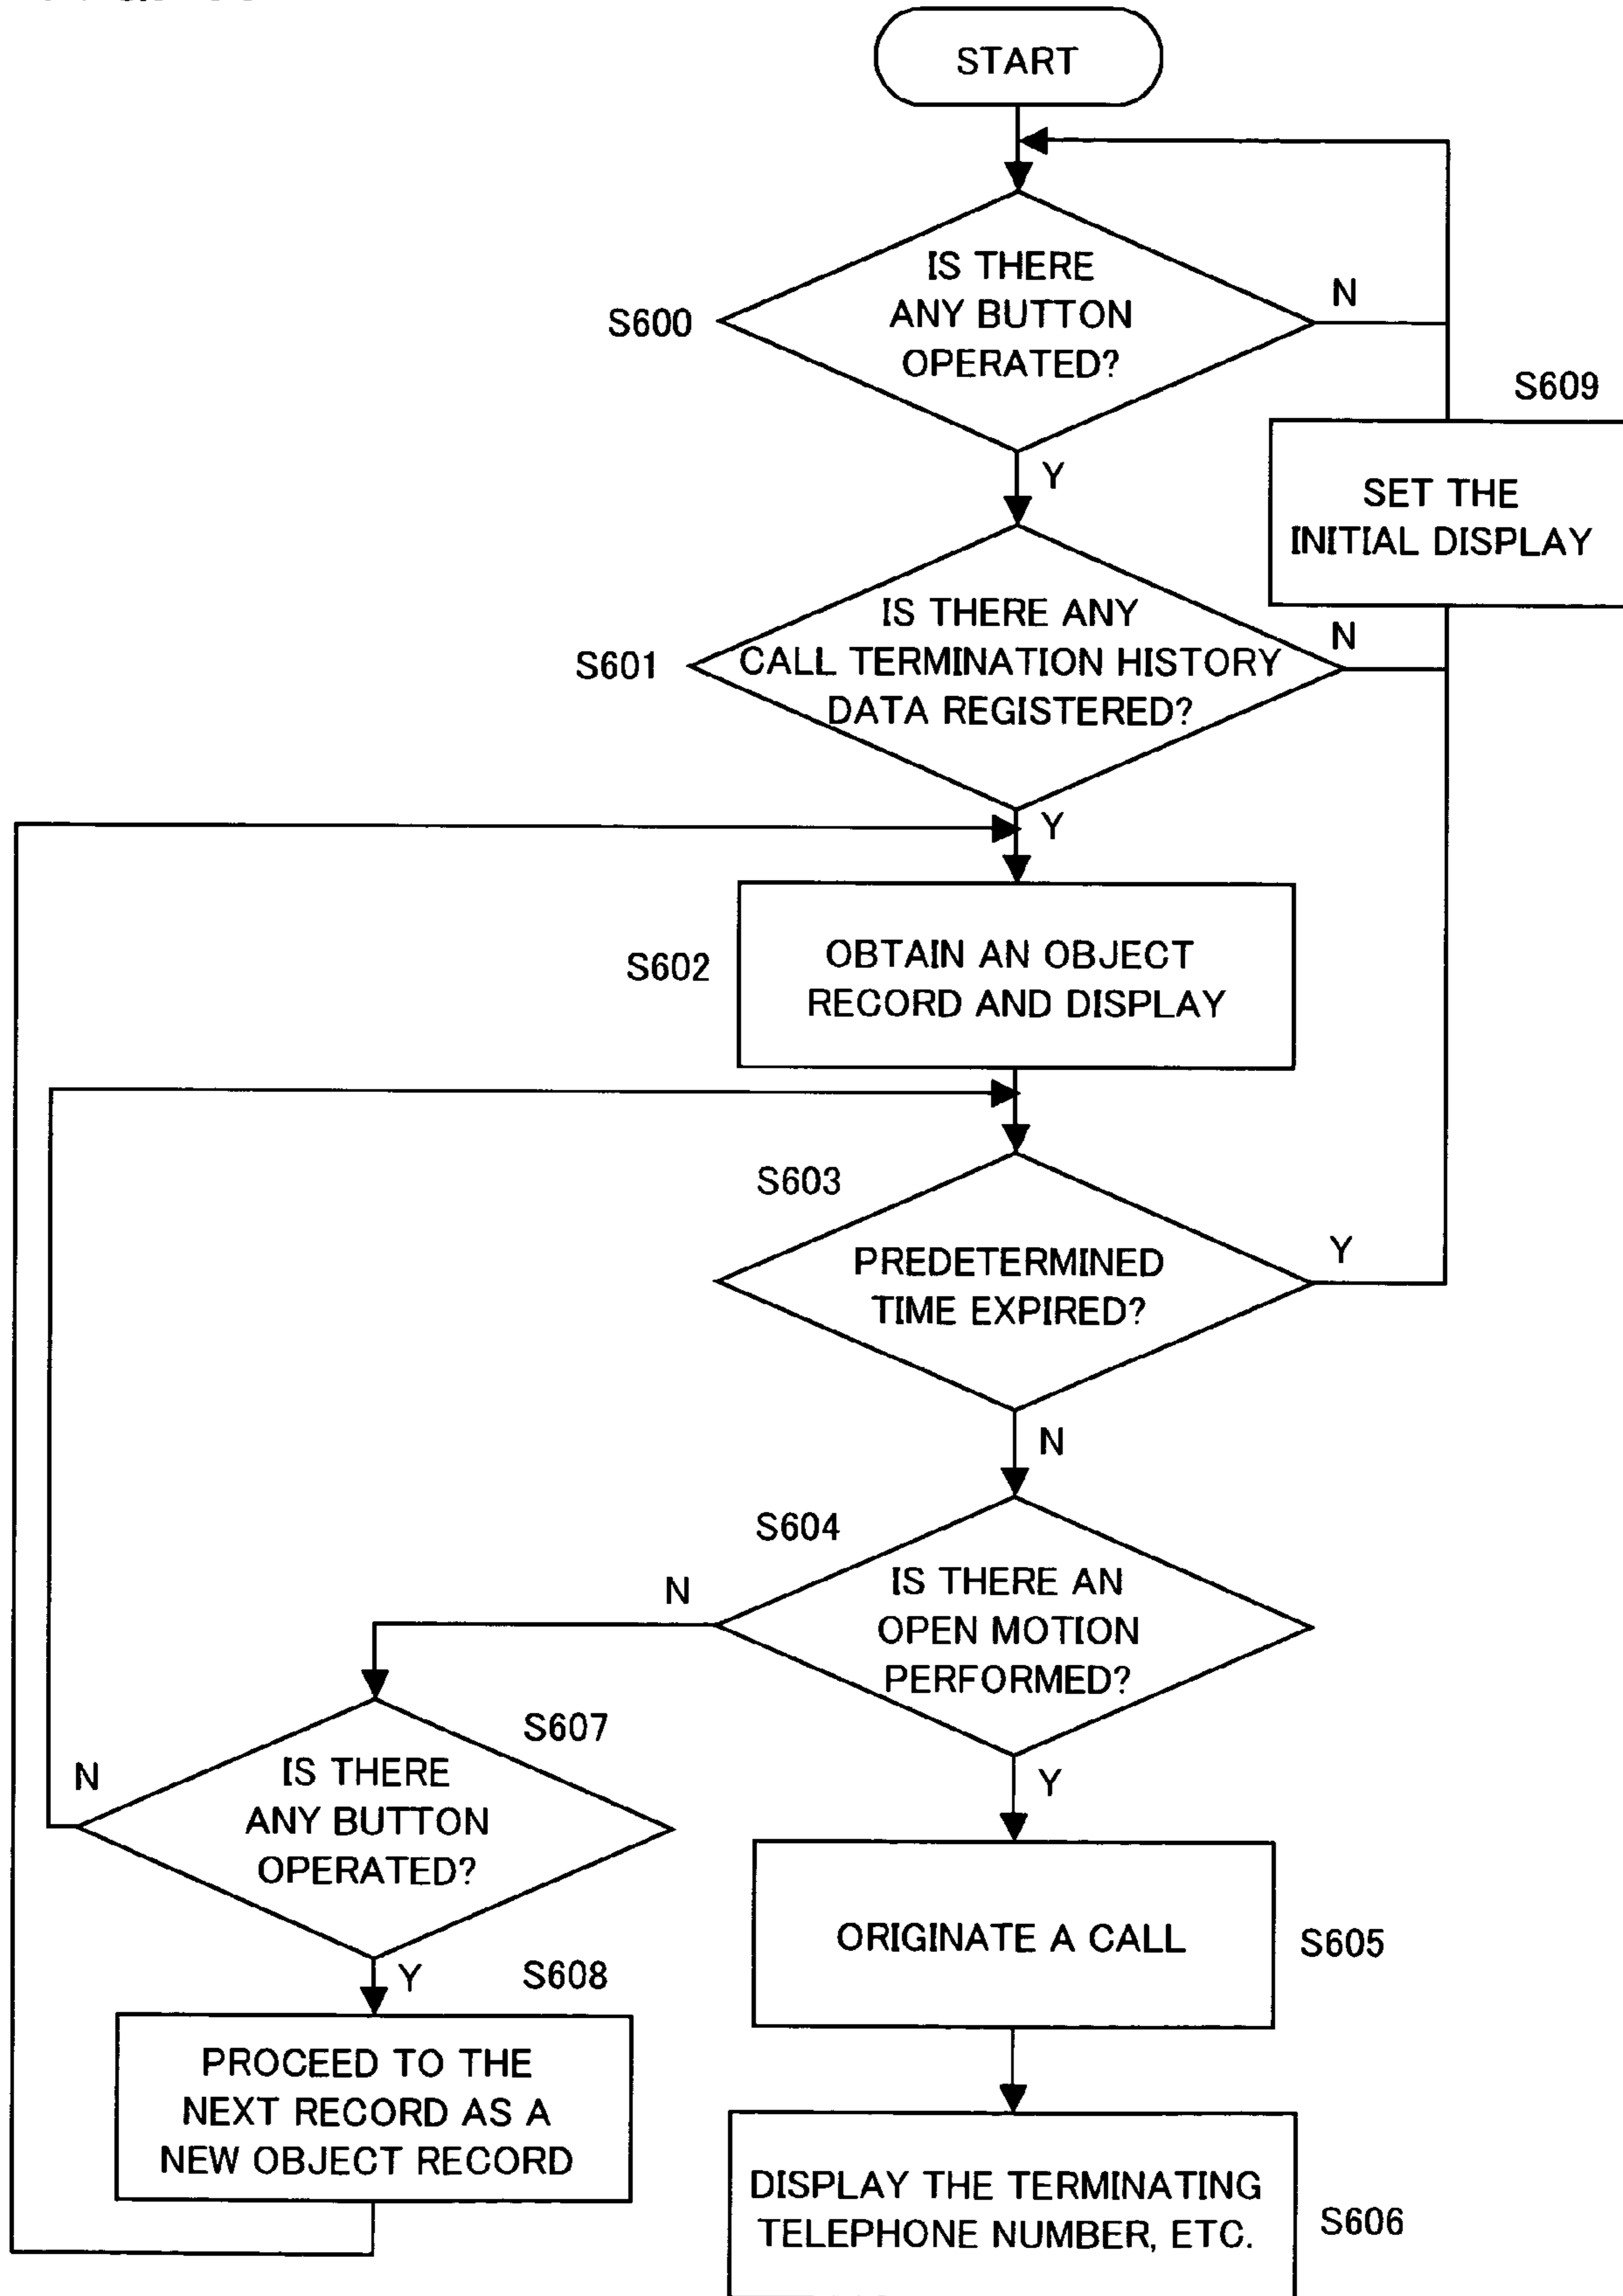 START
IS THERE
ANY BUTTON
OPERATED?
N
S600
S609
Y
SET THE
INITIAL DISPLAY
IS THERE ANY
CALL TERMINATION HISTORY
DATA REGISTERED?
N
S601
Y
OBTAIN AN OBJECT
RECORD AND DISPLAY
S602
S603
PREDETERMINED
TIME EXPIRED?
Y
N
S604
IS THERE AN
OPEN MOTION
PERFORMED?
N
S607
IS THERE
ANY BUTTON
OPERATED?
N
Y
ORIGINATE A CALL
S605
Y
S608
PROCEED TO THE
NEXT RECORD AS A
NEW OBJECT RECORD
DISPLAY THE TERMINATING
TELEPHONE NUMBER, ETC.
S606